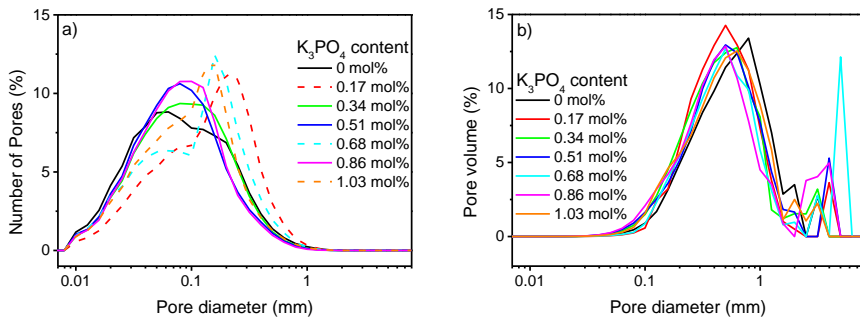 a)
K₃PO₄ content
0 mol%
0.17 mol%
0.34 mol%
0.51 mol%
0.68 mol%
0.86 mol%
1.03 mol%
Number of Pores (%)
15
10
5
0
0.01
0.1
1
Pore diameter (mm)
b)
K₃PO₄ content
0 mol%
0.17 mol%
0.34 mol%
0.51 mol%
0.68 mol%
0.86 mol%
1.03 mol%
Pore volume (%)
15
10
5
0
0.01
0.1
1
Pore diameter (mm)